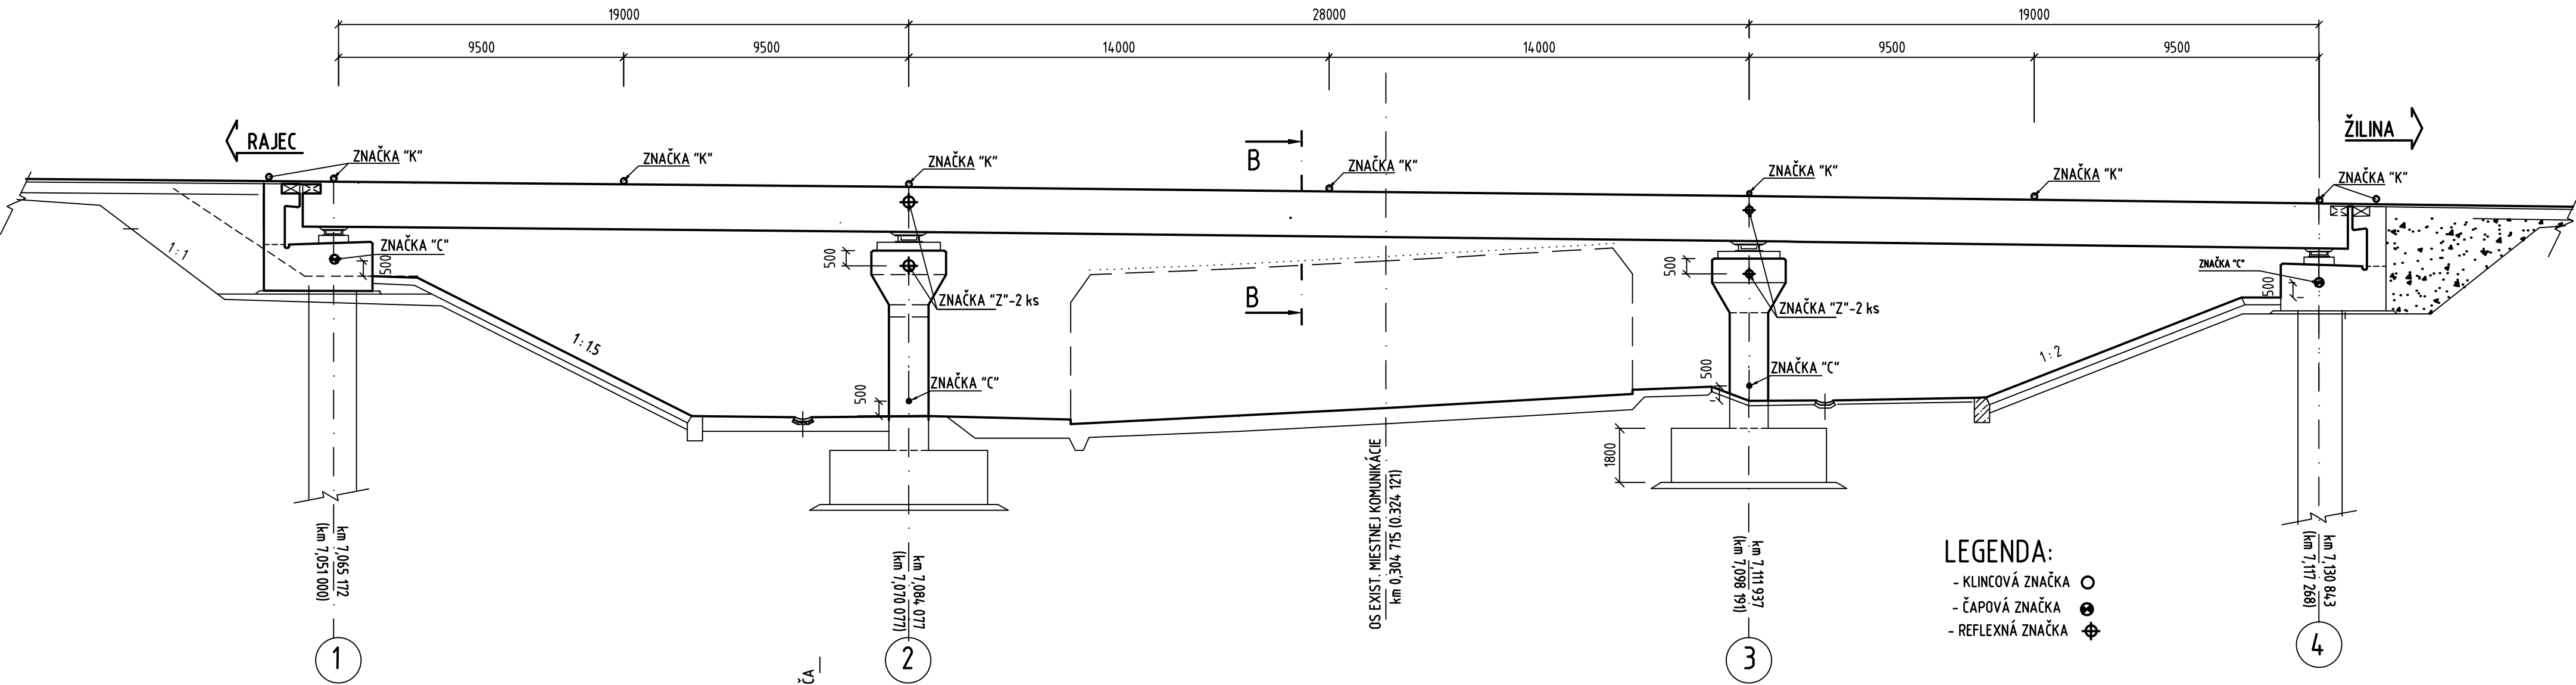 19000 28000 19000
9500 9500 14000 14000 9500 9500
RAJEC
ŽILINA
ZNAČKA "K"
ZNAČKA "K"
ZNAČKA "K"
B
ZNAČKA "K"
ZNAČKA "K"
ZNAČKA "K"
ZNAČKA "K"
1:1
ZNAČKA "C"
500
500
ZNAČKA "Z"-2 ks
B
500
ZNAČKA "Z"-2 ks
ZNAČKA "C"
500
1:1.5
500
ZNAČKA "C"
500
ZNAČKA "C"
1:2
1800
km 7,065 172
(km 7,051 000)
km 7,084 077
(km 7,070 077)
OS EXIST. MIESTNEJ KOMUNIKÁCIE
km 0,304 715 (0.324 121)
km 7,111 937
(km 7,098 191)
km 7,130 843
(km 7,117 268)
LEGENDA:
- KLINCOVÁ ZNAČKA
- ČAPOVÁ ZNAČKA
- REFLEXNÁ ZNAČKA
1
2
3
4
ČA